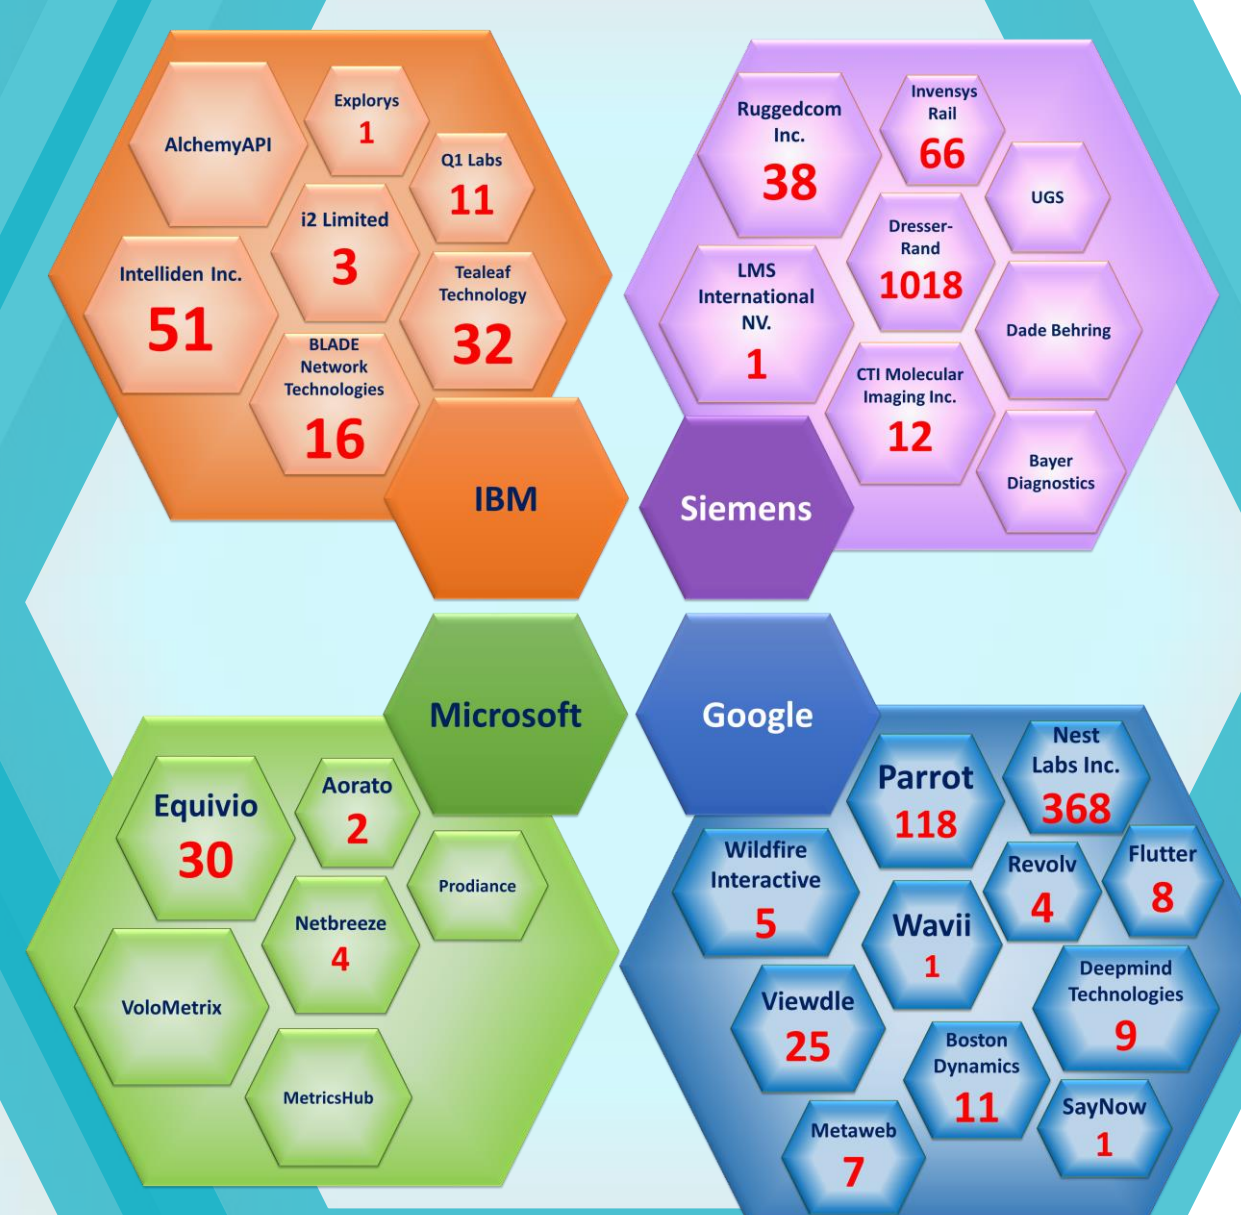 AlchemyAPI
Explorys
1
Q1 Labs
11
i2 Limited
3
Intelliden Inc.
51
Tealeaf
Technology
32
BLADE
Network
Technologies
16
IBM
Ruggedcom
Inc.
38
Invensys
Rail
66
UGS
Dresser-
Rand
1018
LMS
International
NV.
1
Dade Behring
CTI Molecular
Imaging Inc.
12
Bayer
Diagnostics
Siemens
Microsoft
Equivio
30
Aorato
2
Prodiance
Netbreeze
4
VoloMetrix
MetricsHub
Google
Parrot
118
Nest
Labs Inc.
368
Wildfire
Interactive
5
Revolv
4
Flutter
8
Wavii
1
Viewdle
25
Deepmind
Technologies
9
Boston
Dynamics
11
SayNow
1
Metaweb
7